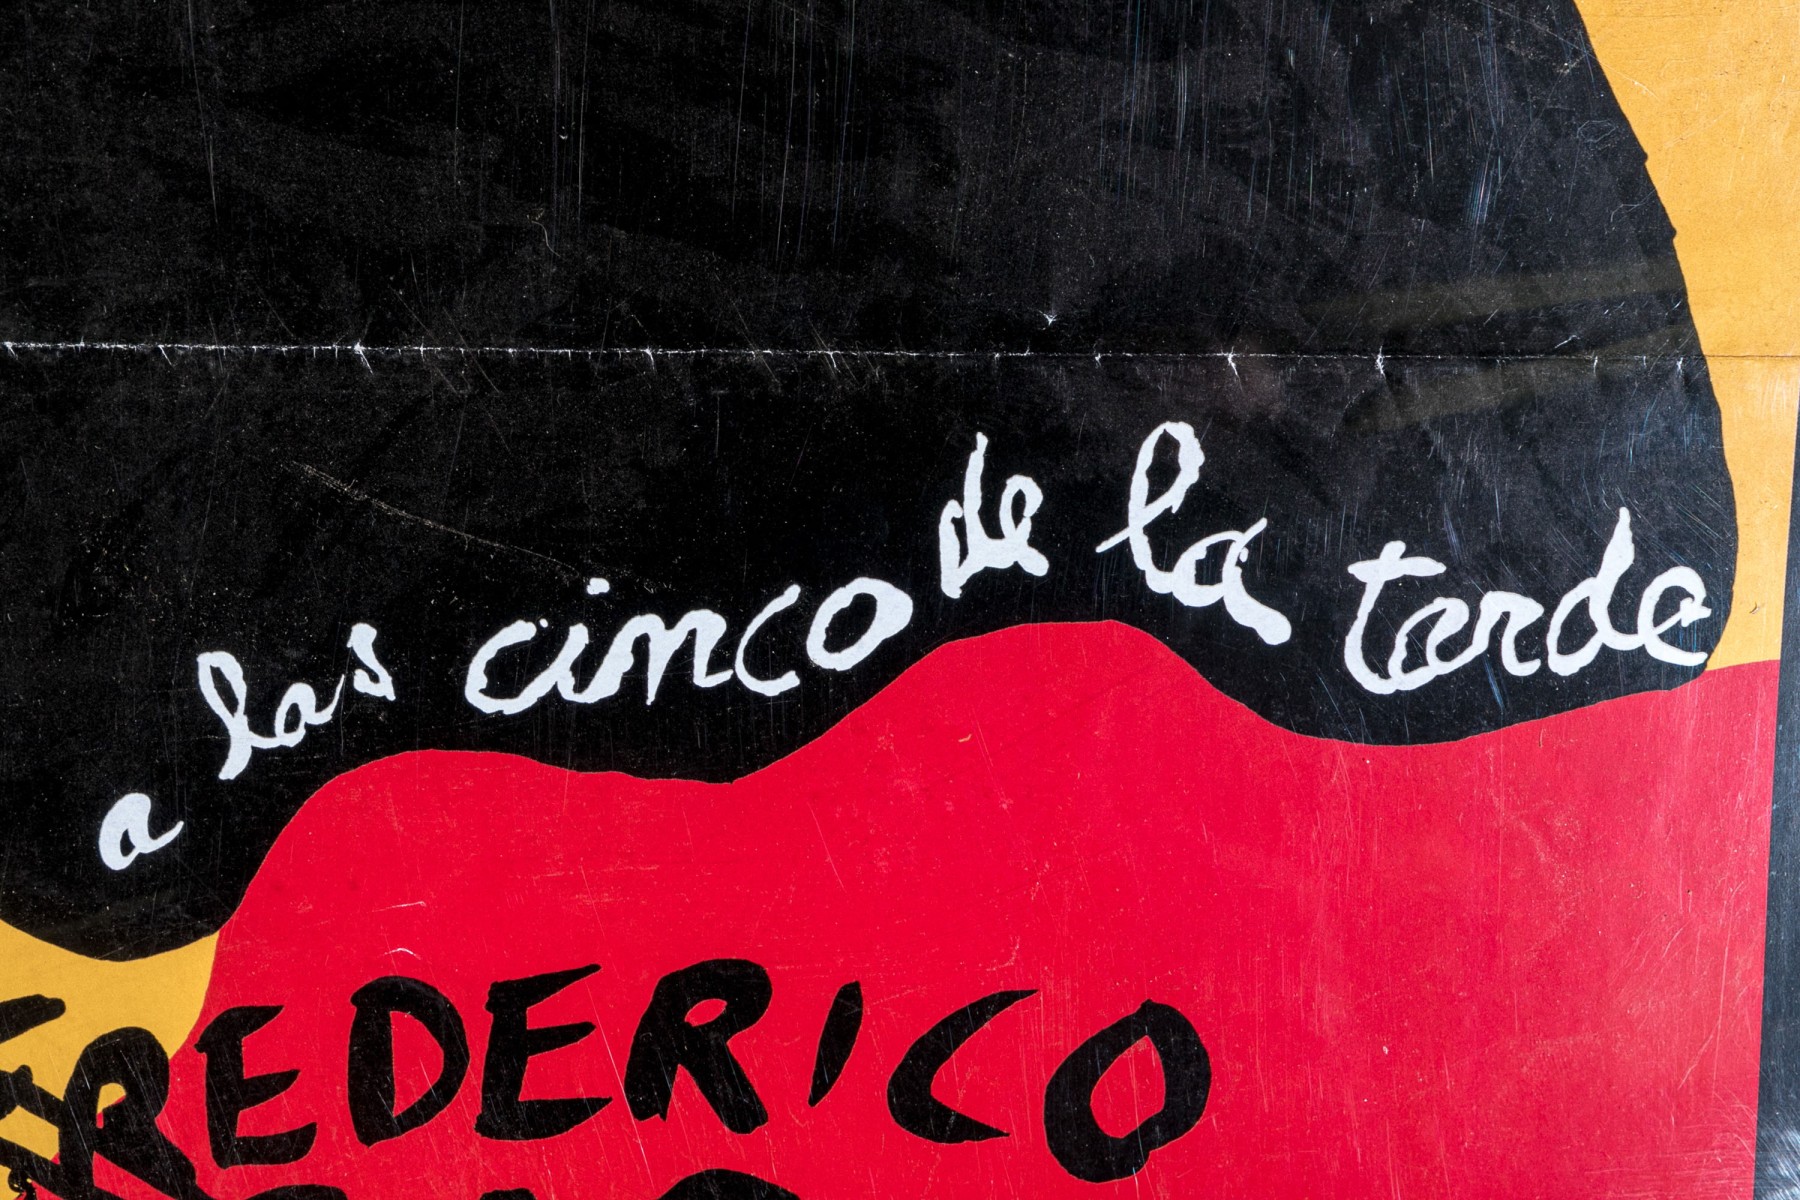 a las cinco de la tarde
FREDERICO